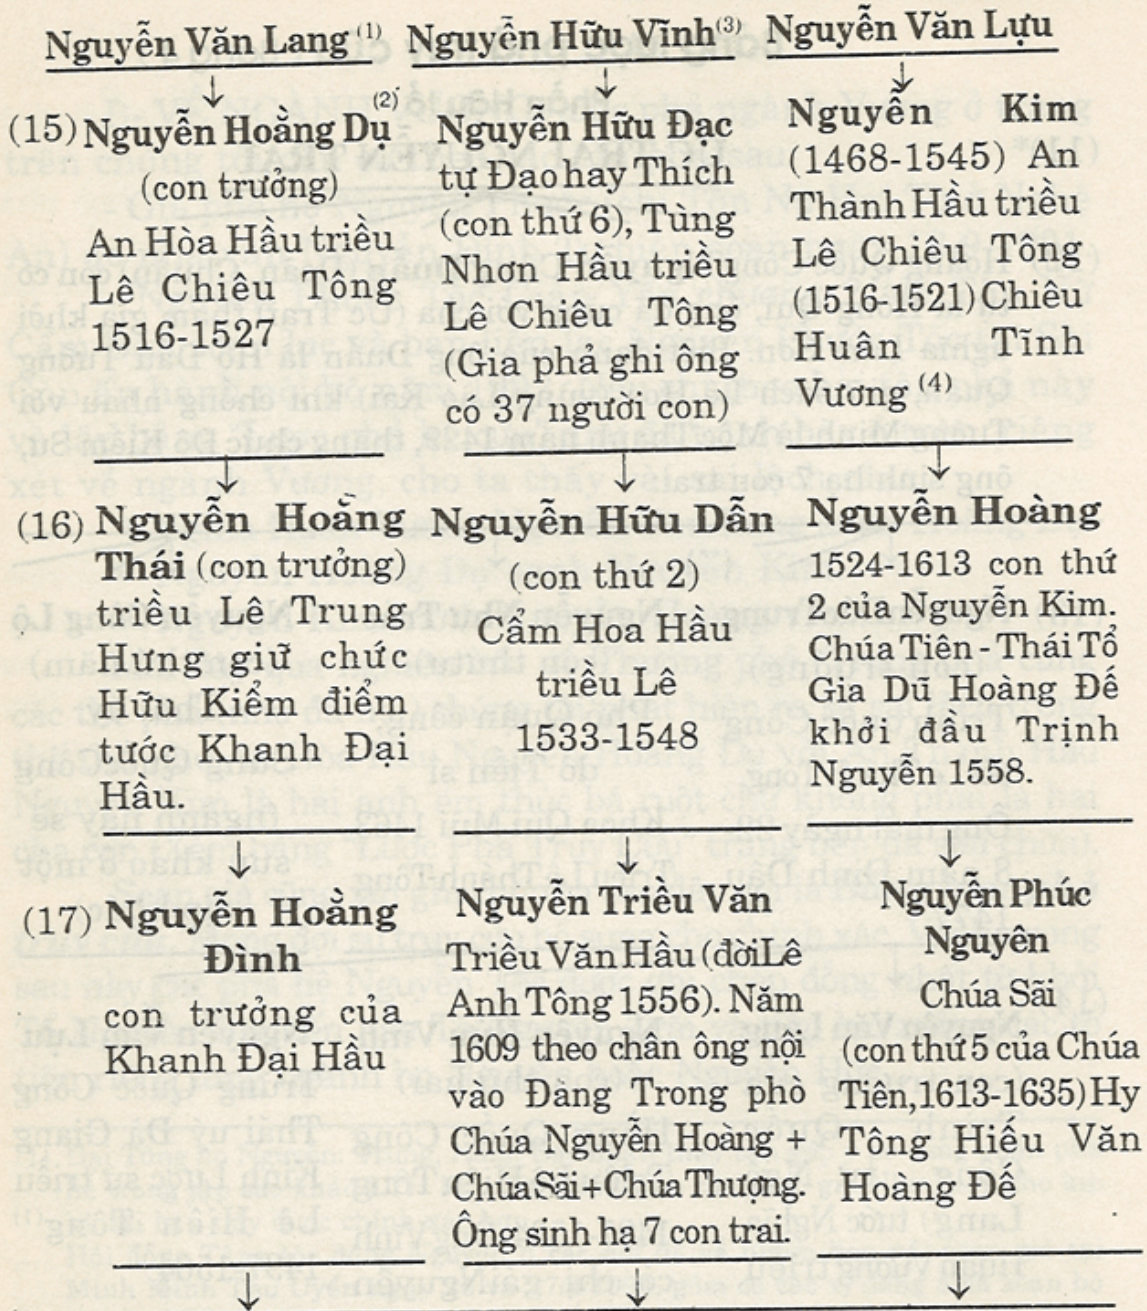 Nguyễn Văn Lang (1)
Nguyễn Hữu Vĩnh (3)
Nguyễn Văn Lựu
(15) Nguyễn Hoằng Dụ (2)
(con trưởng)
An Hòa Hầu triều
Lê Chiêu Tông
1516-1527
Nguyễn Hữu Đạc
tự Đạo hay Thích
(con thứ 6), Tùng
Nhơn Hầu triều
Lê Chiêu Tông
(Gia phả ghi ông
có 37 người con)
Nguyễn Kim
(1468-1545) An
Thành Hầu triều
Lê Chiêu Tông
(1516-1521) Chiêu
Huân Tĩnh
Vương (4)
(16) Nguyễn Hoằng
Thái (con trưởng)
triều Lê Trung
Hưng giữ chức
Hữu Kiểm điểm
tước Khanh Đại
Hầu.
Nguyễn Hữu Dẫn
(con thứ 2)
Cẩm Hoa Hầu
triều Lê
1533-1548
Nguyễn Hoàng
1524-1613 con thứ
2 của Nguyễn Kim.
Chúa Tiên - Thái Tổ
Gia Dũ Hoàng Đế
khởi đầu Trịnh
Nguyễn 1558.
(17) Nguyễn Hoằng
Đình
con trưởng của
Khanh Đại Hầu
Nguyễn Triều Văn
Triều Văn Hầu (đời Lê
Anh Tông 1556). Năm
1609 theo chân ông nội
vào Đàng Trong phò
Chúa Nguyễn Hoàng +
Chúa Sãi + Chúa Thượng.
Ông sinh hạ 7 con trai.
Nguyễn Phúc
Nguyên
Chúa Sãi
(con thứ 5 của Chúa
Tiên, 1613-1635) Hy
Tông Hiếu Văn
Hoàng Đế